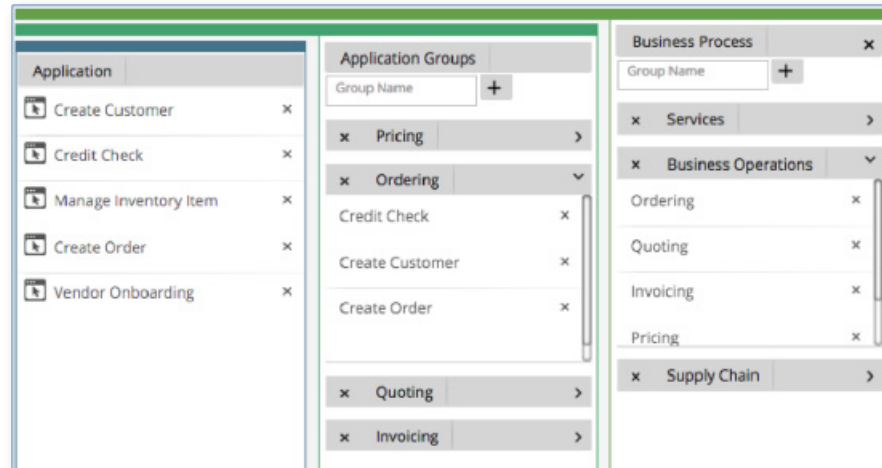 Application
Create Customer
Credit Check
Manage Inventory Item
Create Order
Vendor Onboarding
Application Groups
Group Name
Pricing
Ordering
Credit Check
Create Customer
Create Order
Quoting
Invoicing
Business Process
Group Name
Services
Business Operations
Ordering
Quoting
Invoicing
Pricing
Supply Chain